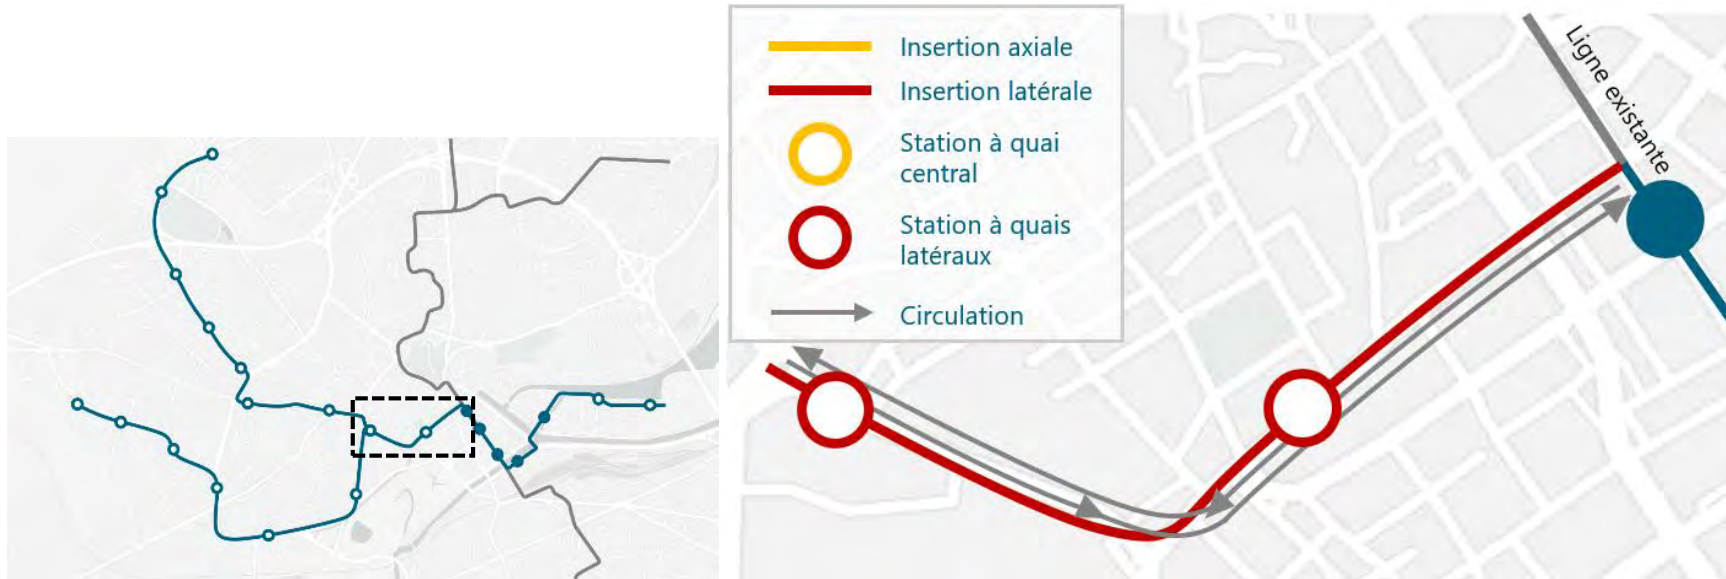 Insertion axiale
Insertion latérale
Station à quai
central
Station à quais
latéraux
Circulation
Ligne existante